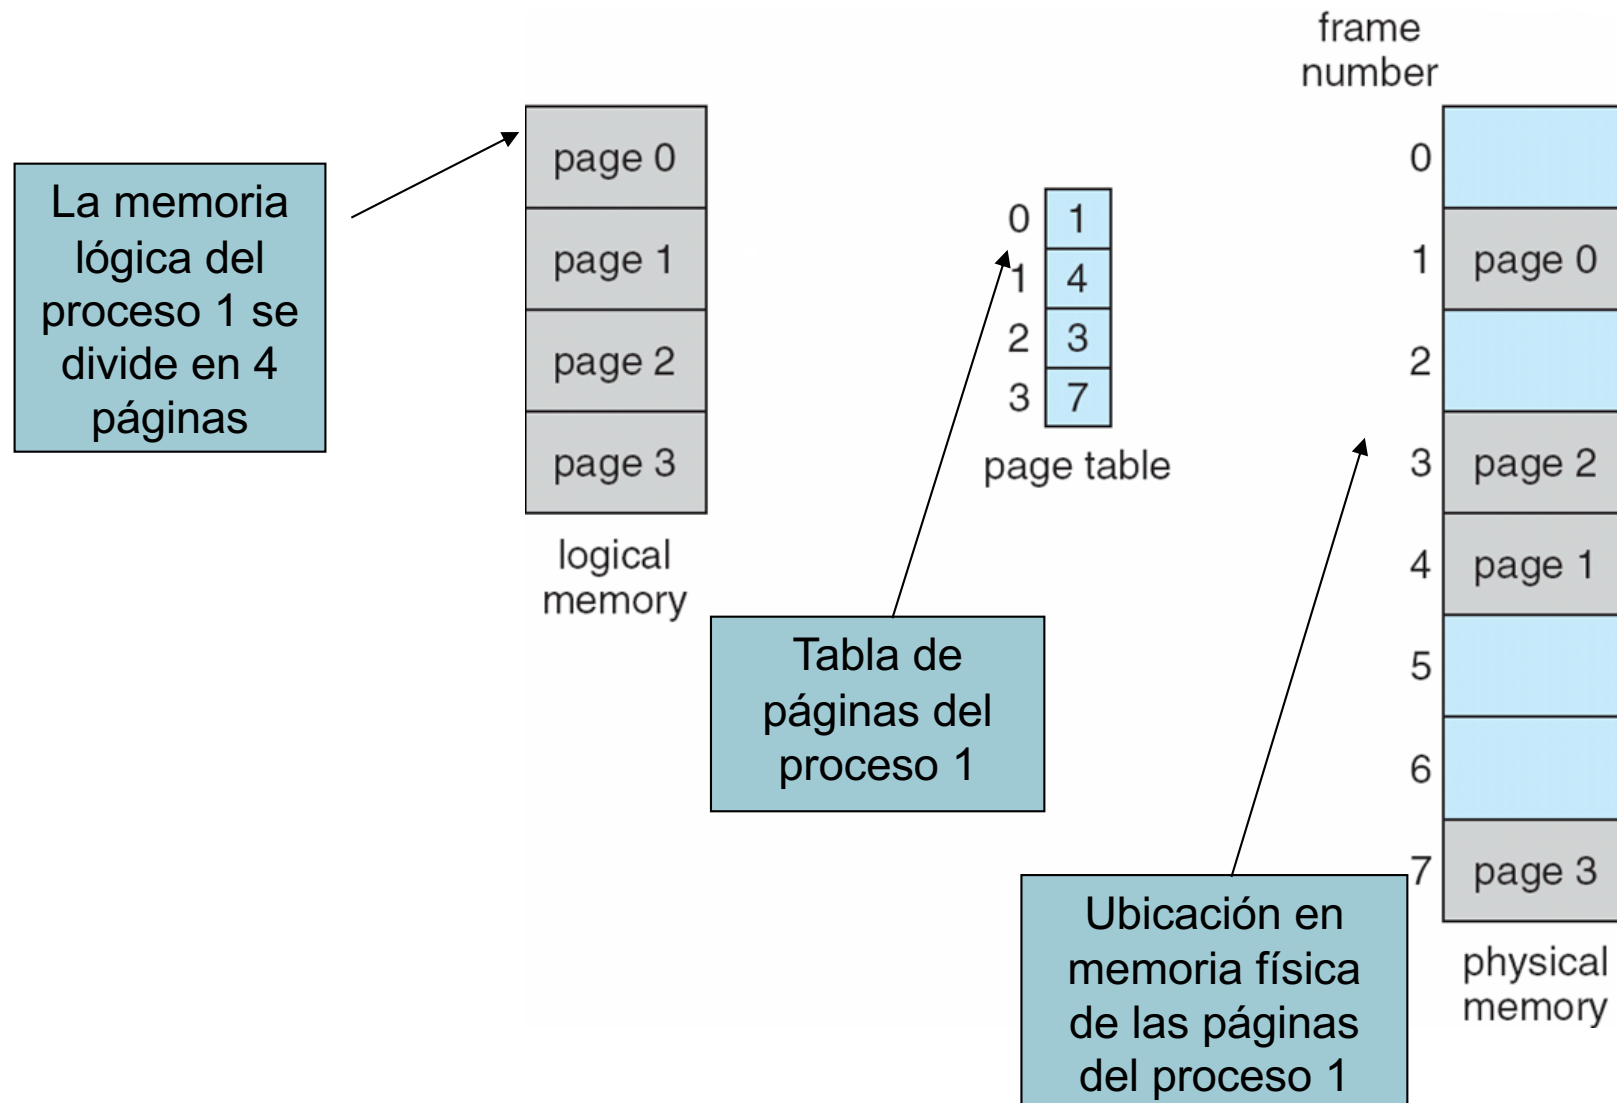 La memoria
lógica del
proceso 1 se
divide en 4
páginas
page 0
page 1
page 2
page 3
logical
memory
0 1
1 4
2 3
3 7
page table
Tabla de
páginas del
proceso 1
frame
number
0
1 page 0
2
3 page 2
4 page 1
5
6
7 page 3
physical
memory
Ubicación en
memoria física
de las páginas
del proceso 1